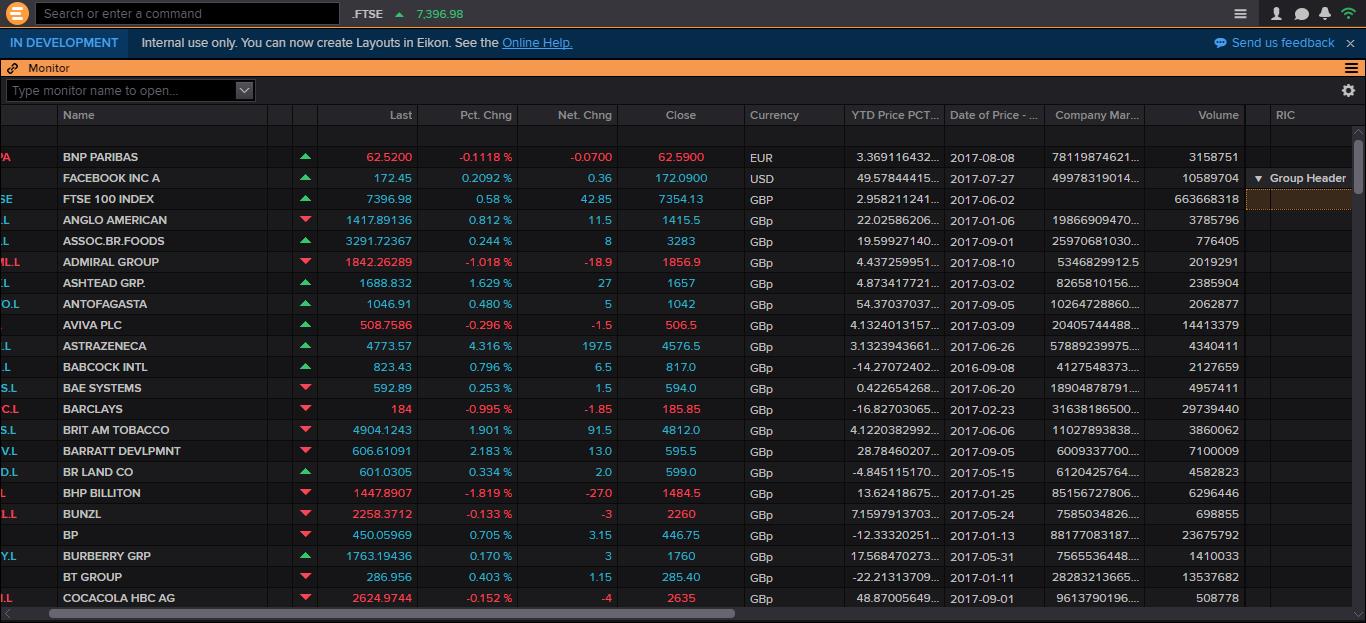 Search or enter a command .FTSE 7,396.98
IN DEVELOPMENT Internal use only. You can now create Layouts in Eikon. See the Online Help. Send us feedback
Monitor
Type monitor name to open...
Name Last Pct. Chng Net. Chng Close Currency YTD Price PCT... Date of Price - ... Company Mar... Volume RIC
PA BNP PARIBAS 62.5200 -0.1118 % -0.0700 62.5900 EUR 3.369116432... 2017-08-08 78119874621... 3158751
FACEBOOK INC A 172.45 0.2092 % 0.36 172.0900 USD 49.57844415... 2017-07-27 49978319014... 10589704 Group Header
SE FTSE 100 INDEX 7396.98 0.58 % 42.85 7354.13 GBP 2.958211241... 2017-06-02 663668318
.L ANGLO AMERICAN 1417.89136 0.812 % 11.5 1415.5 GBp 22.02586206... 2017-01-06 19866909470... 3785796
.L ASSOC.BR.FOODS 3291.72367 0.244 % 8 3283 GBp 19.59927140... 2017-09-01 25970681030... 776405
ML.L ADMIRAL GROUP 1842.26289 -1.018 % -18.9 1856.9 GBp 4.437259951... 2017-08-10 5346829912.5 2019291
.L ASHTEAD GRP. 1688.832 1.629 % 27 1657 GBp 4.873417721... 2017-03-02 8265810156.... 2385904
O.L ANTOFAGASTA 1046.91 0.480 % 5 1042 GBp 54.37037037... 2017-09-05 10264728860.... 2062877
AVIVA PLC 508.7586 -0.296 % -1.5 506.5 GBp 4.1324013157... 2017-03-09 20405744488... 14413379
.L ASTRAZENECA 4773.57 4.316 % 197.5 4576.5 GBp 3.1323943661... 2017-06-26 57889239975.... 4340411
.L BABCOCK INTL 823.43 0.796 % 6.5 817.0 GBp -14.27072402... 2016-09-08 4127548373.... 2127659
S.L BAE SYSTEMS 592.89 0.253 % 1.5 594.0 GBp 0.422654268... 2017-06-20 18904878791.... 4957411
C.L BARCLAYS 184 -0.995 % -1.85 185.85 GBp -16.82703065... 2017-02-23 31638186500... 29739440
S.L BRIT AM TOBACCO 4904.1243 1.901 % 91.5 4812.0 GBp 4.1220382992... 2017-06-06 11027893838... 3860062
V.L BARRATT DEVLPMNT 606.61091 2.183 % 13.0 595.5 GBp 28.78460207... 2017-09-05 6009337700.... 7100009
D.L BR LAND CO 601.0305 0.334 % 2.0 599.0 GBp -4.845115170... 2017-05-15 6120425764.... 4582823
L BHP BILLITON 1447.8907 -1.819 % -27.0 1484.5 GBp 13.62418675... 2017-01-25 85156727806... 6296446
L.L BUNZL 2258.3712 -0.133 % -3 2260 GBp 7.1597913703... 2017-05-24 7585034826.... 698855
BP 450.05969 0.705 % 3.15 446.75 GBp -12.33320251... 2017-01-13 88177083187.... 23675792
Y.L BURBERRY GRP 1763.19436 0.170 % 3 1760 GBp 17.568470273... 2017-05-31 7565536448.... 1410033
BT GROUP 286.956 0.403 % 1.15 285.40 GBp -22.21313709... 2017-01-11 28283213665... 13537682
I.L COCACOLA HBC AG 2624.9744 -0.152 % -4 2635 GBp 48.87005649... 2017-09-01 9613790196.... 508778